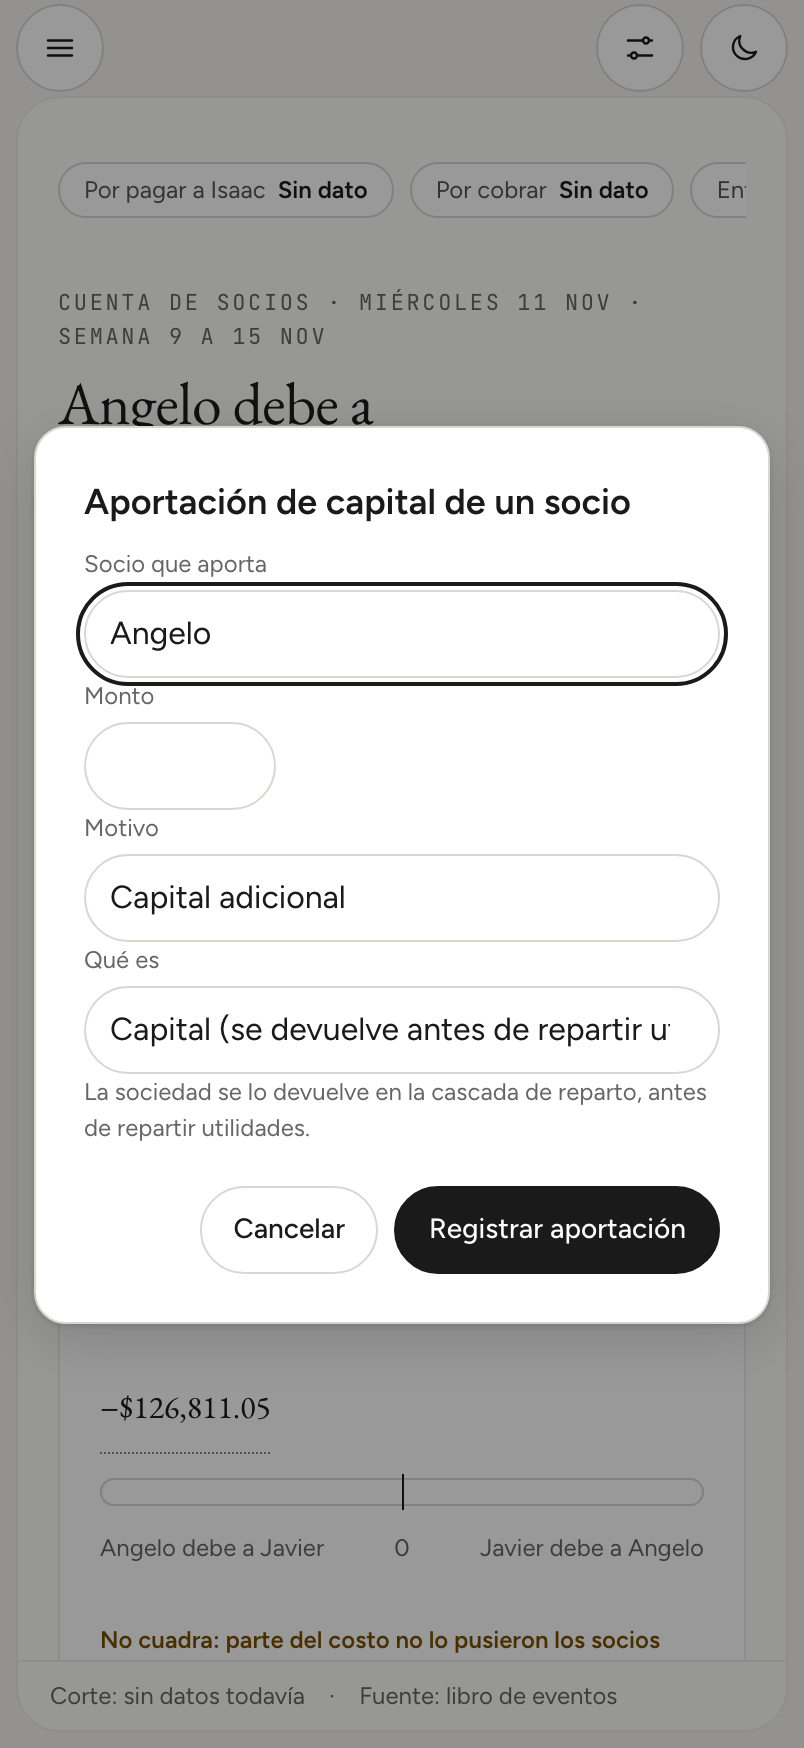 Por pagar a Isaac Sin dato
Por cobrar Sin dato
CUENTA DE SOCIOS · MIÉRCOLES 11 NOV ·
SEMANA 9 A 15 NOV
Angelo debe a
Aportación de capital de un socio
Socio que aporta
Angelo
Monto
Motivo
Capital adicional
Qué es
Capital (se devuelve antes de repartir
La sociedad se lo devuelve en la cascada de reparto, antes
de repartir utilidades.
Cancelar
Registrar aportación
−$126,811.05
Angelo debe a Javier
0
Javier debe a Angelo
No cuadra: parte del costo no lo pusieron los socios
Corte: sin datos todavía · Fuente: libro de eventos